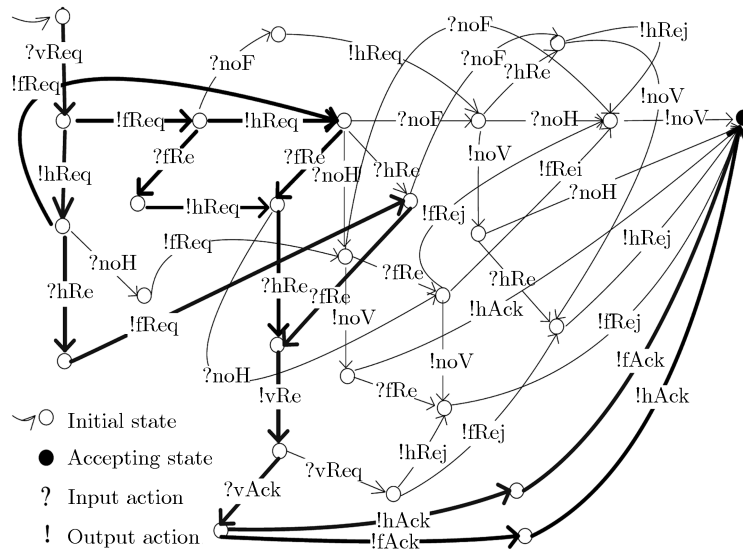 ?noF
!hRej
?vReq
?noF
!hReq
?noF
?hRe
!fReq
!noV
!fReq
!hReq
?noF
?noH
!noV
?fRe
?fRe
!noV
!hReq
?noH
?hRe
!fRei
?noH
!hReq
!fRej
!fReq
!hRej
?noH
?fRe
?hRe
?hRe
?hRe
?fRe
!hAck
!fReq
!noV
!fRej
!noV
!fAck
?noH
?fRe
!vRe
!hAck
Initial state
!fRej
!hRej
Accepting state
?vReq
?vAck
? Input action
!hAck
! Output action
!fAck